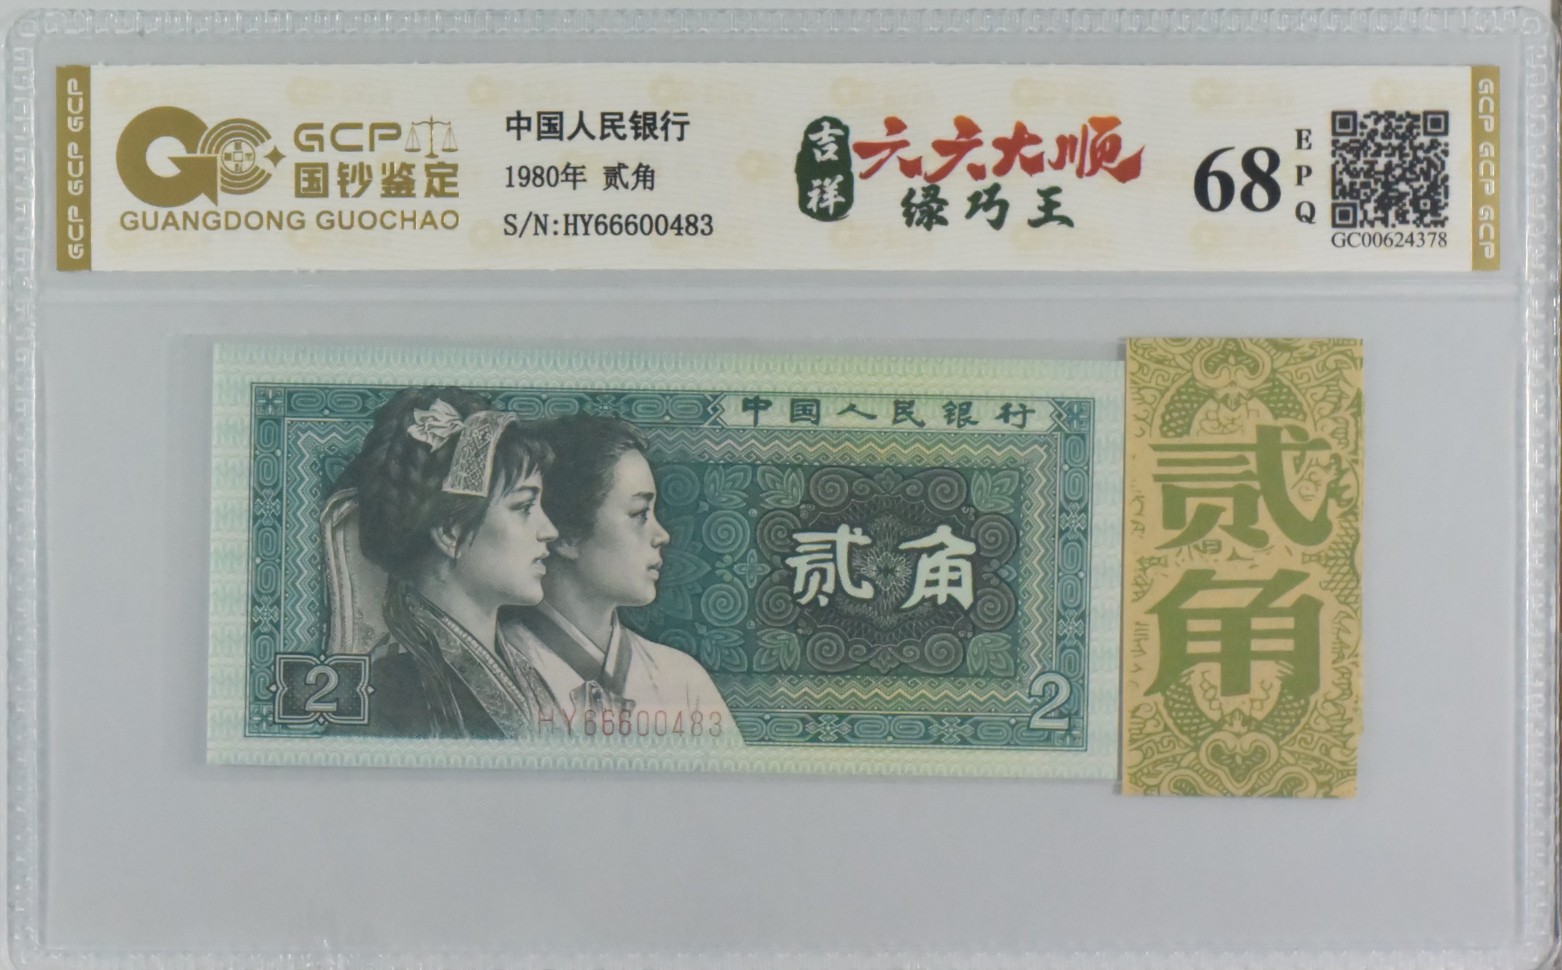 GCP
国钞鉴定
GUANGDONG GUOCHAO
中国人民银行
1980年 贰角
S/N:HY66600483
吉祥
六六大顺
绿巧王
68
EPQ
GC00624378
GCP GCP GCP
GCP GCP GCP
中国人民银行
贰角
2
2
HY66600483
贰角